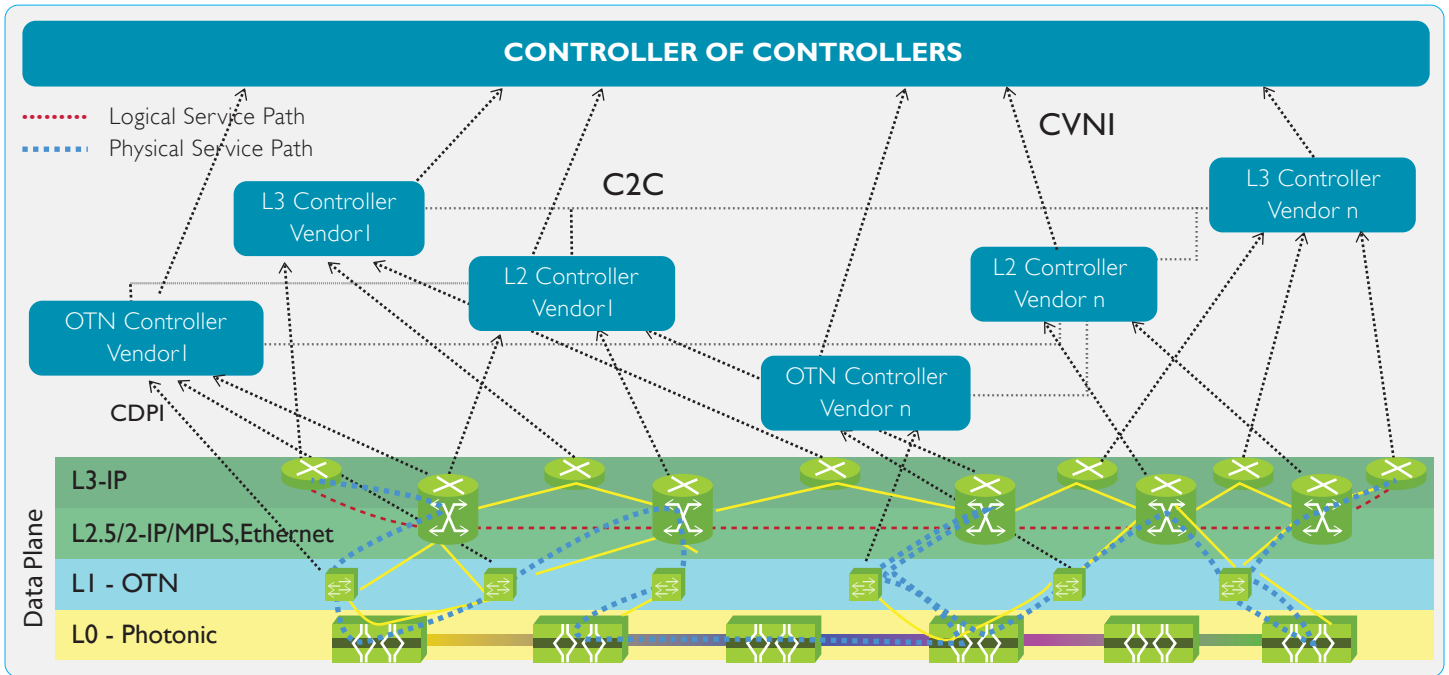 CONTROLLER OF CONTROLLERS
Logical Service Path
Physical Service Path
CVNI
C2C
L3 Controller
Vendor1
L3 Controller
Vendor n
L2 Controller
Vendor1
L2 Controller
Vendor n
OTN Controller
Vendor1
OTN Controller
Vendor n
CDPI
Data Plane
L3-IP
L2.5/2-IP/MPLS,Ethernet
L1 - OTN
L0 - Photonic